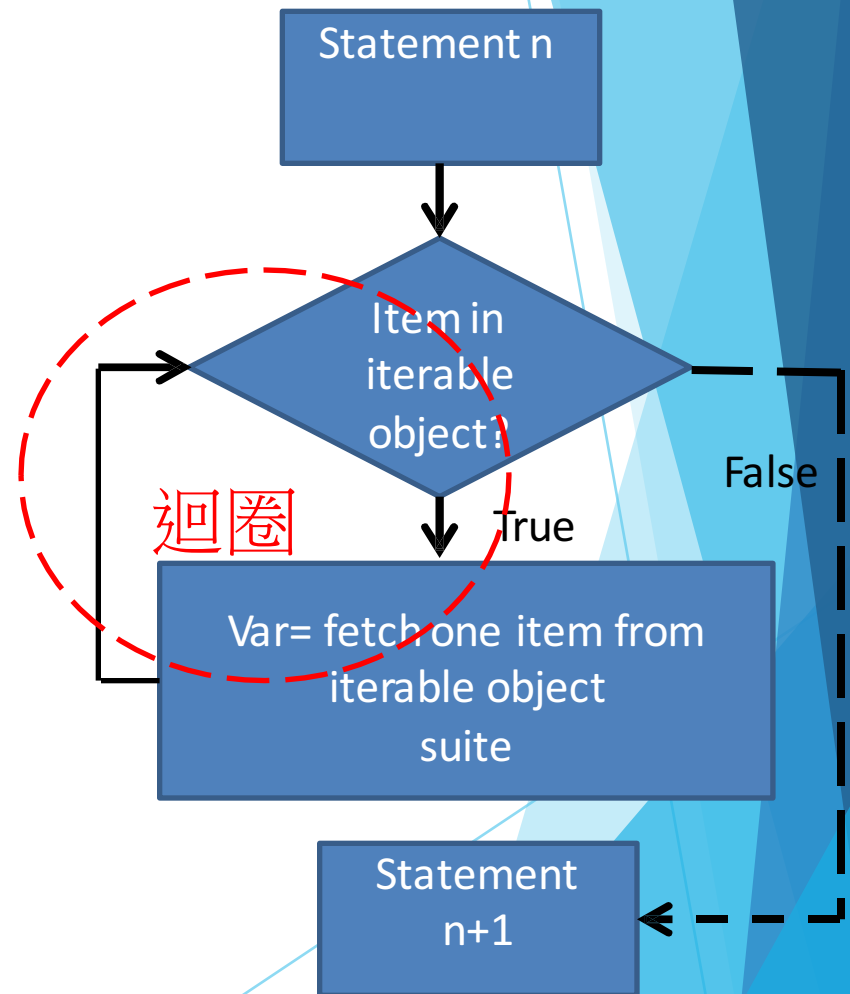 Statement n
Item in
iterable
object?
False
True
迴圈
Var= fetch one item from
iterable object
suite
Statement
n+1